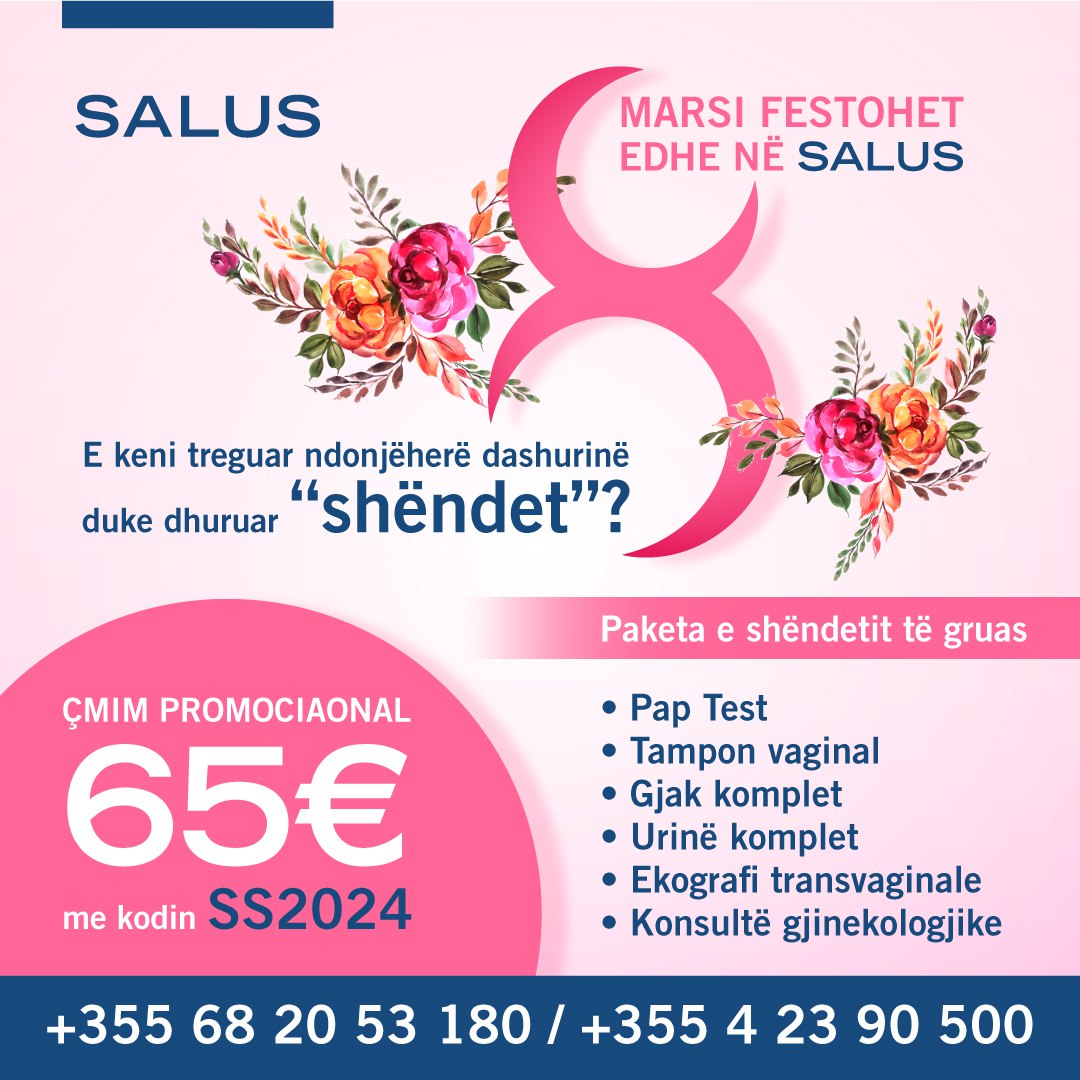 SALUS
8 MARSI FESTOHET
EDHE NË SALUS
E keni treguar ndonjëherë dashurinë
duke dhuruar “shëndet”?
Paketa e shëndetit të gruas
ÇMIM PROMOCIAONAL
65€
me kodin SS2024
• Pap Test
• Tampon vaginal
• Gjak komplet
• Urinë komplet
• Ekografi transvaginale
• Konsultë gjinekologjike
+355 68 20 53 180 / +355 4 23 90 500